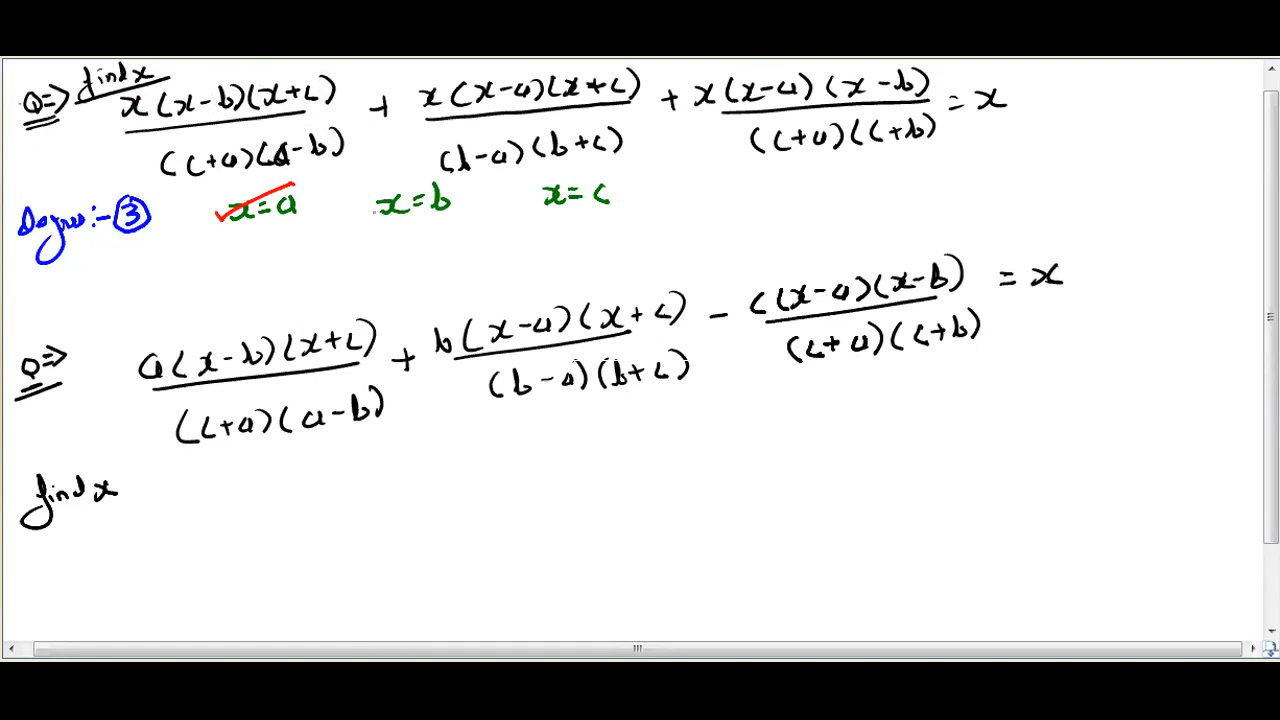 find x
Q=> x(x-b)(x+c)/(c+a)(a-b) + x(x-a)(x+c)/(b-a)(b+c) + x(x-a)(x-b)/(c+a)(c+b) = x
Degree:- 3 x=a x=b x=c
Q=> a(x-b)(x+c)/(c+a)(a-b) + b(x-a)(x+c)/(b-a)(b+c) - c(x-a)(x-b)/(c+a)(c+b) = x
find x